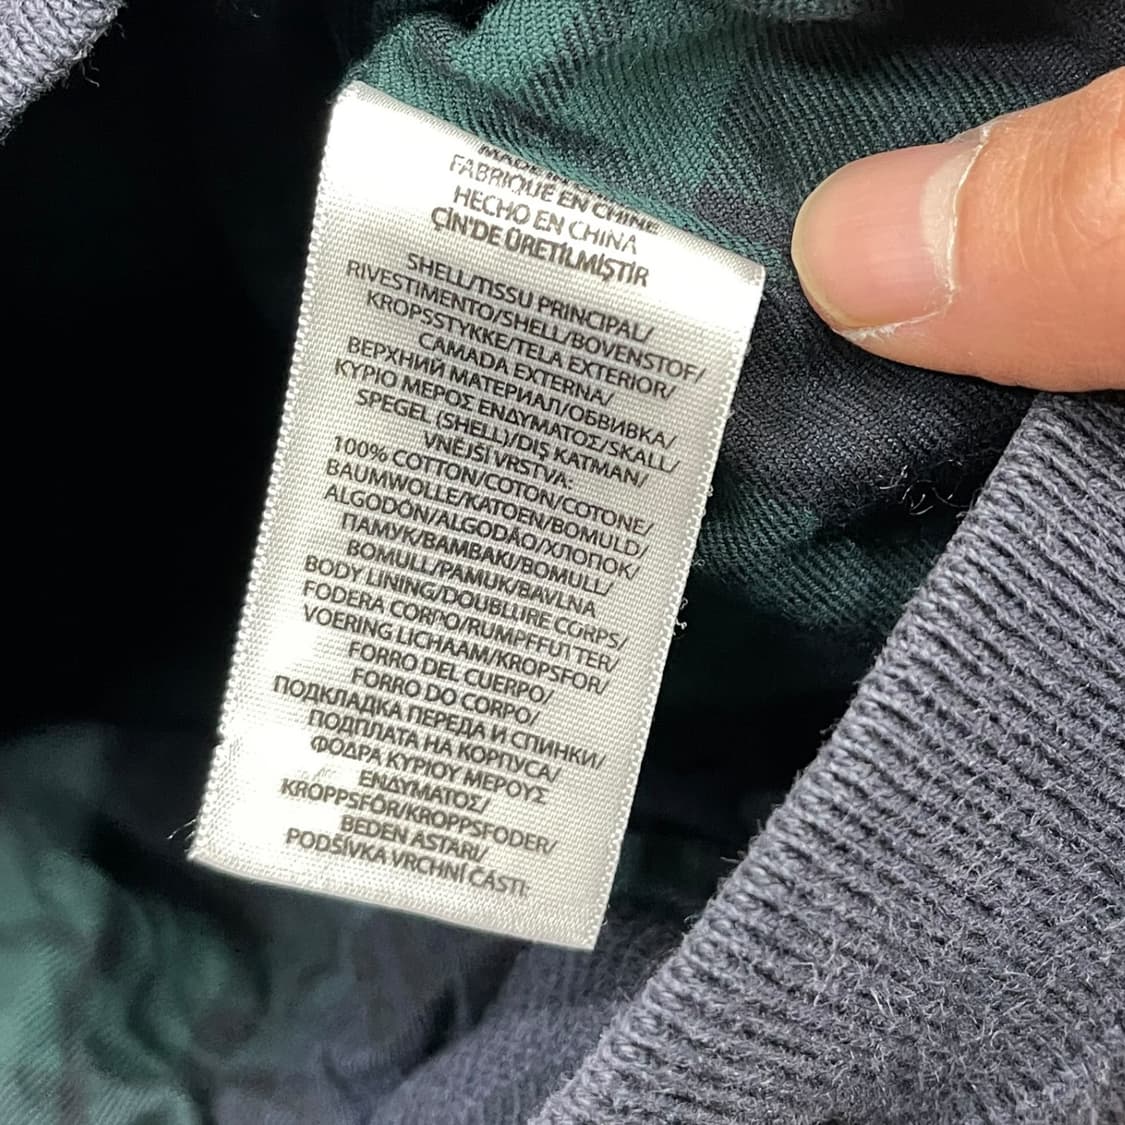 MADE
FABRIQUÉ EN CHINE
HECHO EN CHINA
ÇİN'DE ÜRETİLMİŞTİR
SHELL/TISSU PRINCIPAL/
RIVESTIMENTO/SHELL/BOVENSTOF/
KROPSSTYKKE/TELA EXTERIOR/
CAMADA EXTERNA/
ВЕРХНИЙ МАТЕРИАЛ/ОБВИВКА/
ΚΥΡΙΟ ΜΕΡΟΣ ΕΝΔΥΜΑΤΟΣ/SKALL/
SPEGEL (SHELL)/DIŞ KATMAN/
VNĚJŠÍ VRSTVA:
100% COTTON/COTON/COTONE/
BAUMWOLLE/KATOEN/BOMULD/
ALGODÓN/ALGODÃO/ХЛОПОК/
ПАМУК/ΒΑΜΒΑΚΙ/BOMULL/
BOMULL/PAMUK/BAVLNA
BODY LINING/DOUBLURE CORPS/
FODERA CORPO/RUMPFFUTTER/
VOERING LICHAAM/KROPSFOR/
FORRO DEL CUERPO/
FORRO DO CORPO/
ПОДКЛАДКА ПЕРЕДА И СПИНКИ/
ПОДПЛАТА НА КОРПУСА/
ΦΟΔΡΑ ΚΥΡΙΟΥ ΜΕΡΟΥΣ
ΕΝΔΥΜΑΤΟΣ/
KROPPSFÔR/KROPPSFODER/
BEDEN ASTARI/
PODŠÍVKA VRCHNÍ ČÁSTI: